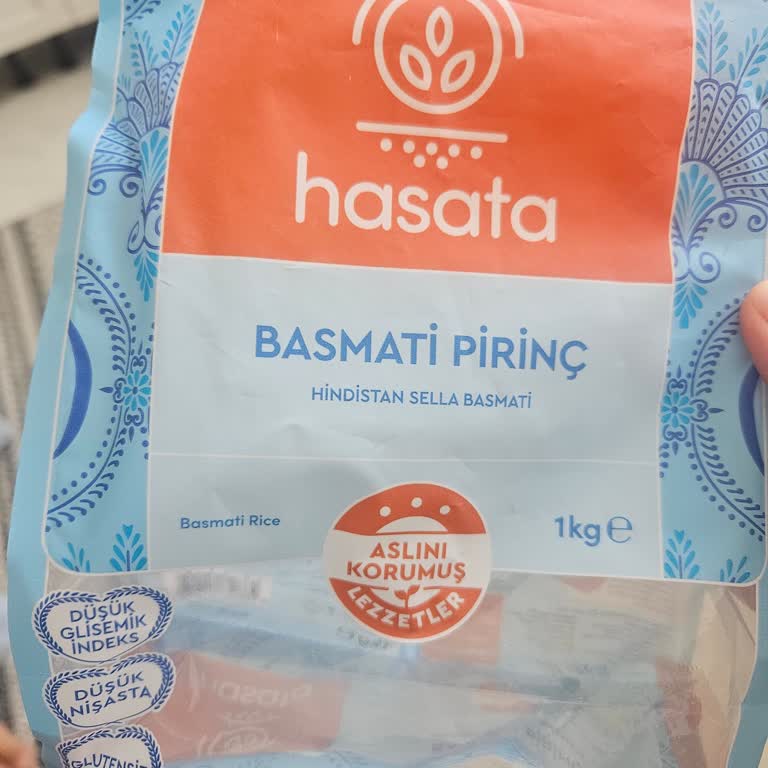 hasata
BASMATİ PİRİNÇ
HİNDİSTAN SELLA BASMATİ
Basmati Rice
1kg ℮
ASLINI
KORUMUŞ
LEZZETLER
DÜŞÜK
GLİSEMİK
İNDEKS
DÜŞÜK
NİŞASTA